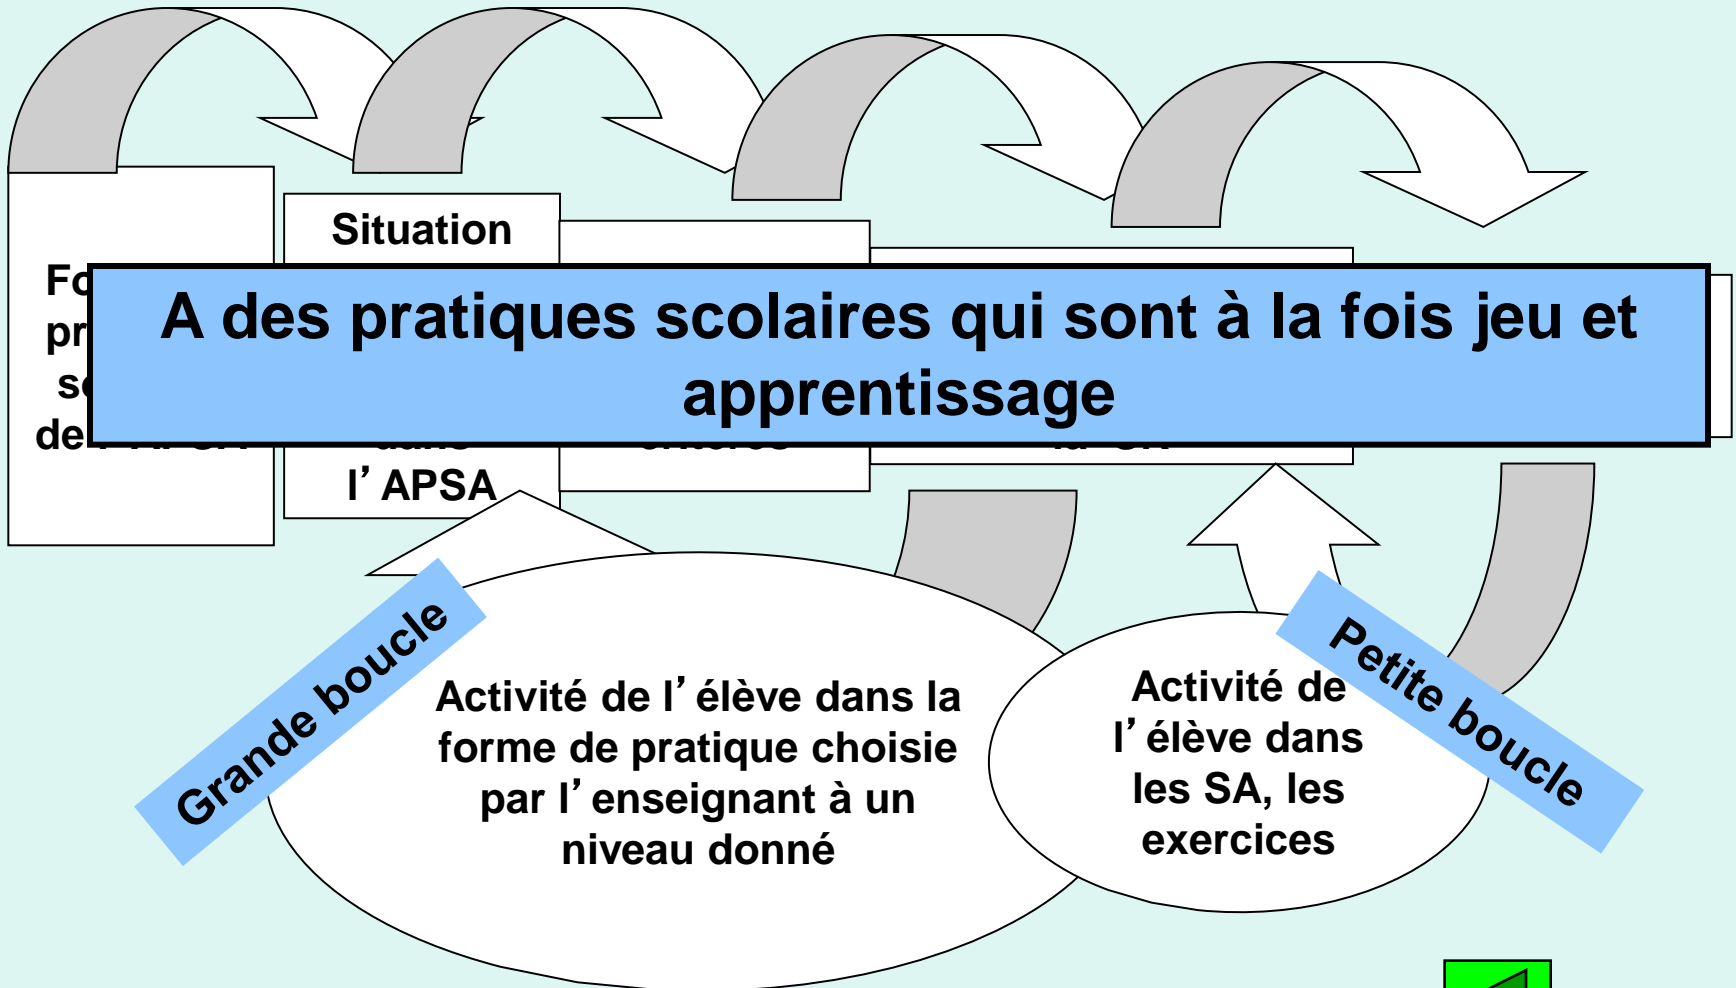 Situation
A des pratiques scolaires qui sont à la fois jeu et
apprentissage
l’APSA
Grande boucle
Activité de l’élève dans la
forme de pratique choisie
par l’enseignant à un
niveau donné
Activité de
l’élève dans
les SA, les
exercices
Petite boucle